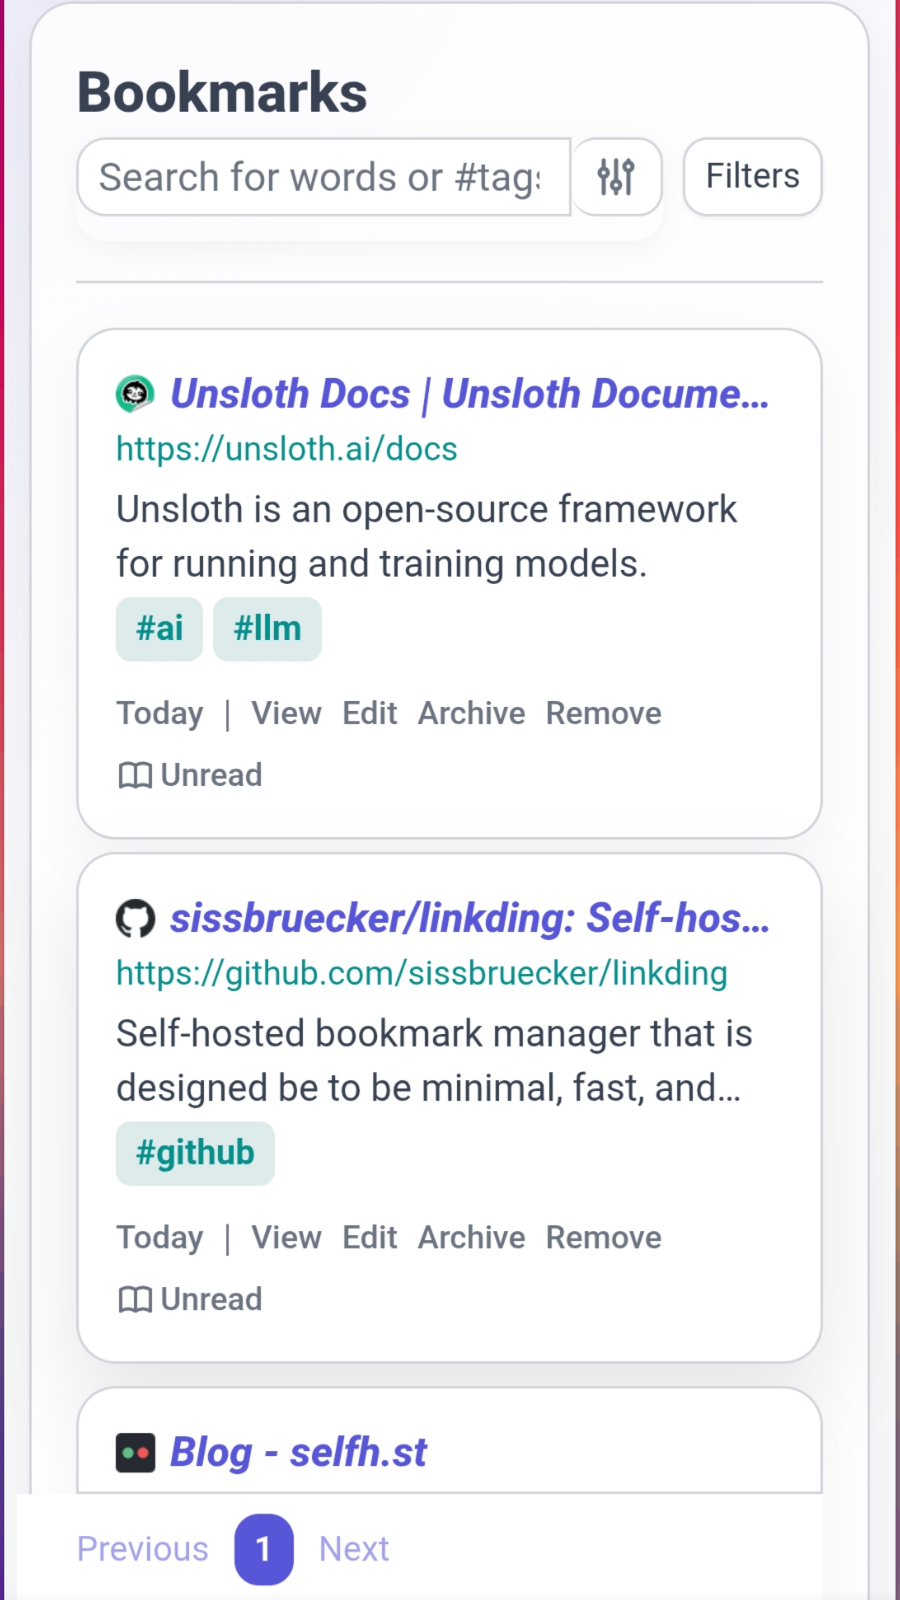 Bookmarks
Search for words or #tags
Filters
Unsloth Docs | Unsloth Docume...
https://unsloth.ai/docs
Unsloth is an open-source framework
for running and training models.
#ai #llm
Today | View Edit Archive Remove
Unread
sissbruecker/linkding: Self-hos...
https://github.com/sissbruecker/linkding
Self-hosted bookmark manager that is
designed be to be minimal, fast, and...
#github
Today | View Edit Archive Remove
Unread
Blog - selfh.st
Previous 1 Next